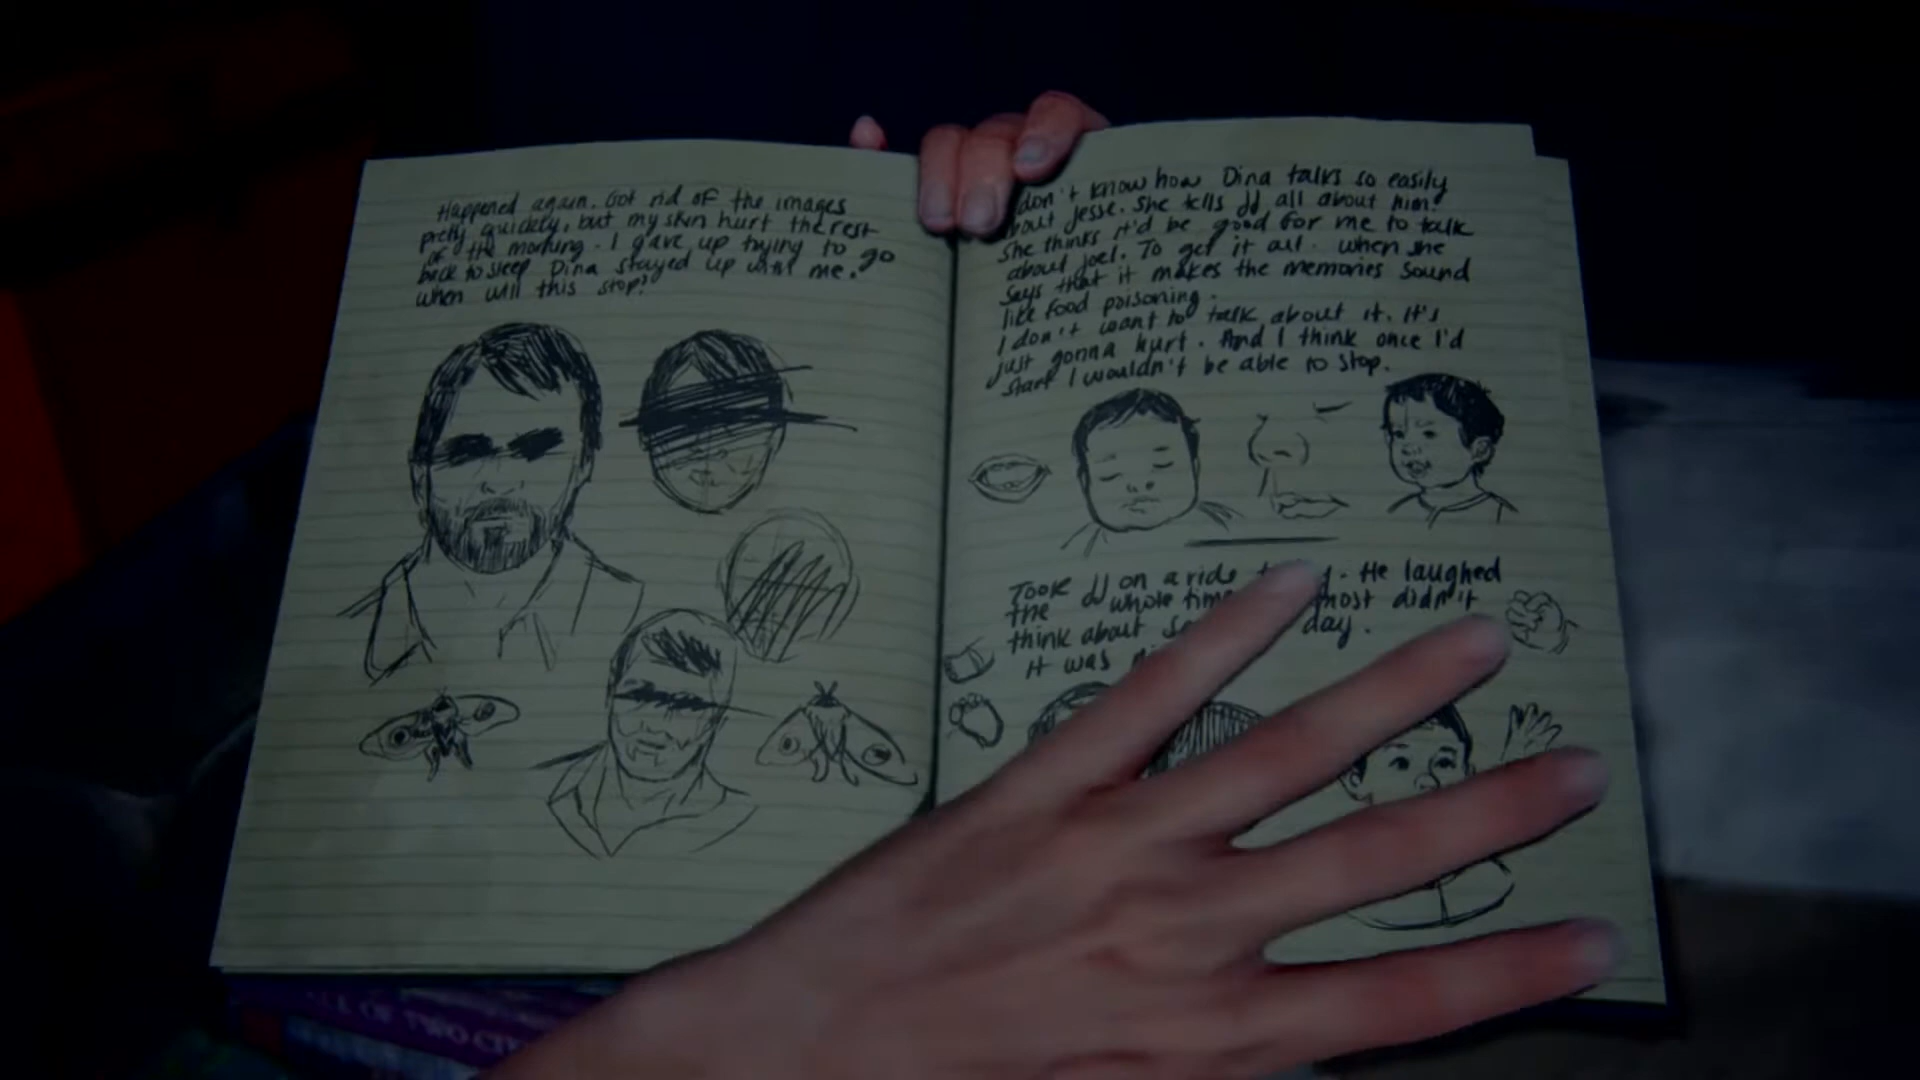 Happened again. Got rid of the images
pretty quickly, but my skin hurt the rest
of the morning. I gave up trying to go
back to sleep. Dina stayed up with me.
when will this stop?
don't know how Dina talks so easily
bout Jesse. She tells JJ all about him.
She thinks it'd be good for me to talk
about Joel. To get it out. when she
says that it makes the memories sound
like food poisoning.
I don't want to talk about it. It's
just gonna hurt. And I think once I'd
start I wouldn't be able to stop.
Took JJ on a ride. He laughed
the whole time most didn't
think about day.
it was